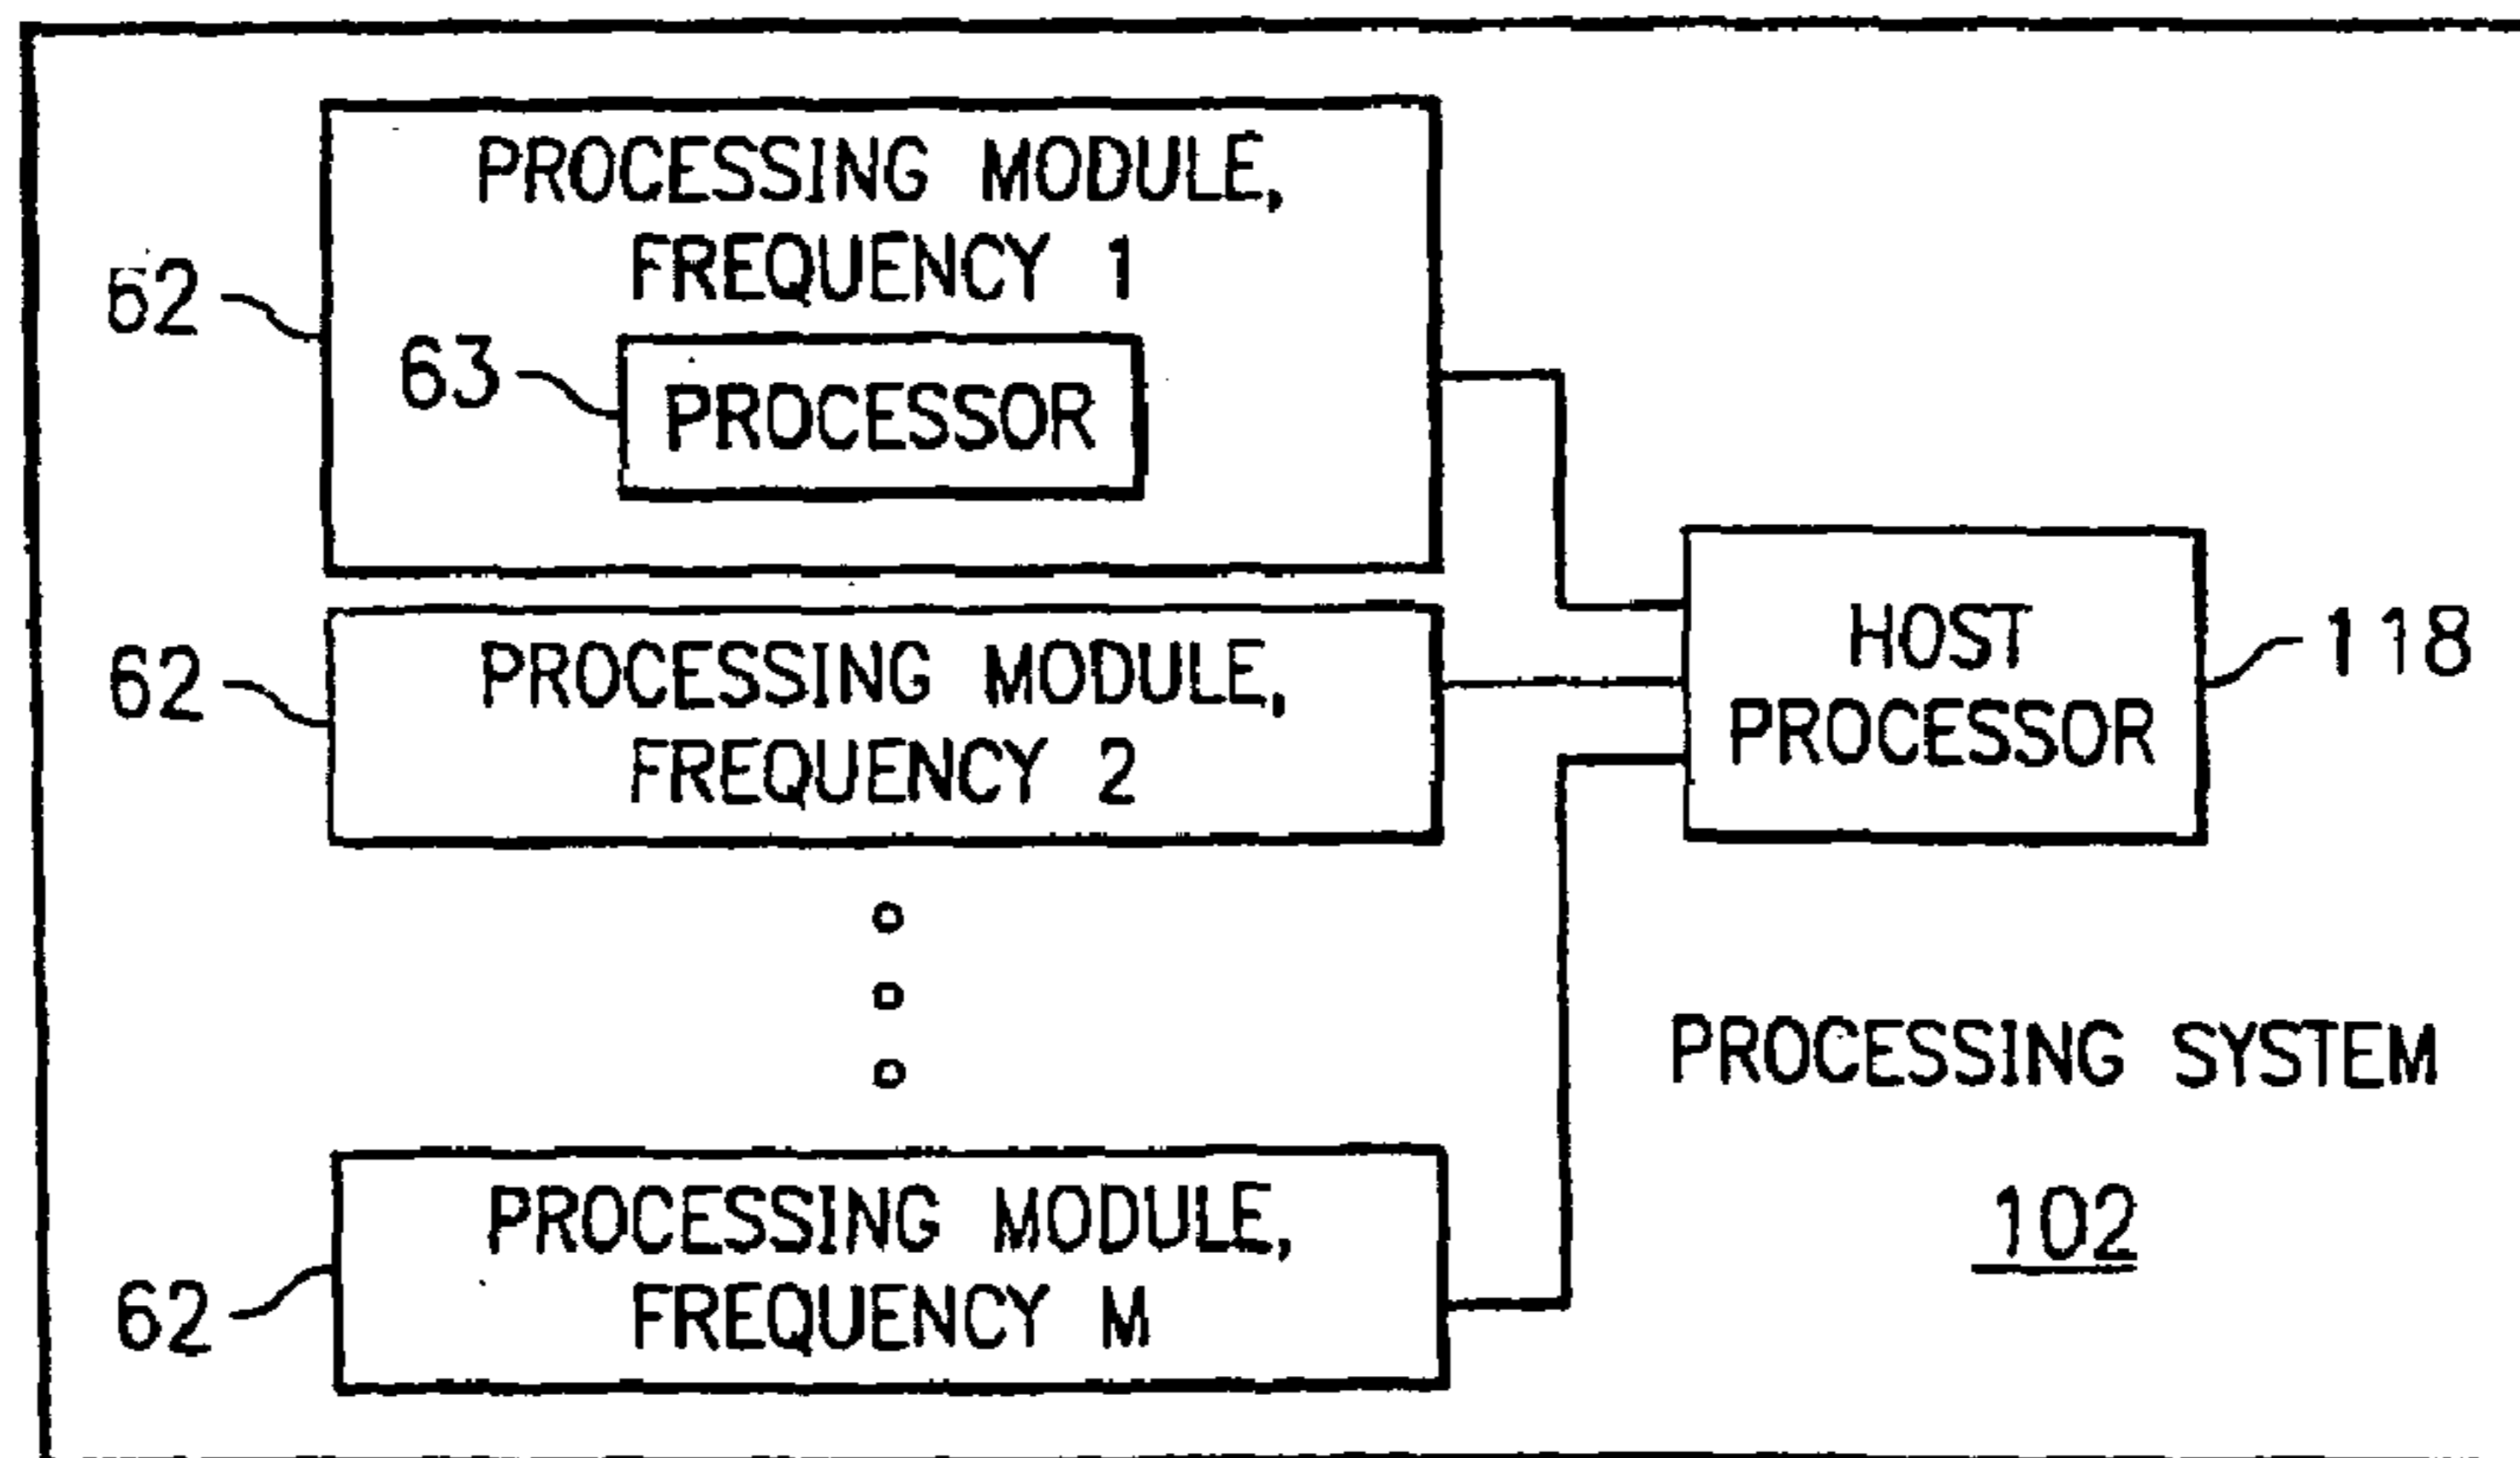 PROCESSING MODULE,
FREQUENCY 1
62
63
PROCESSOR
HOST
PROCESSOR
118
62
PROCESSING MODULE,
FREQUENCY 2
PROCESSING SYSTEM
102
PROCESSING MODULE,
FREQUENCY M
62